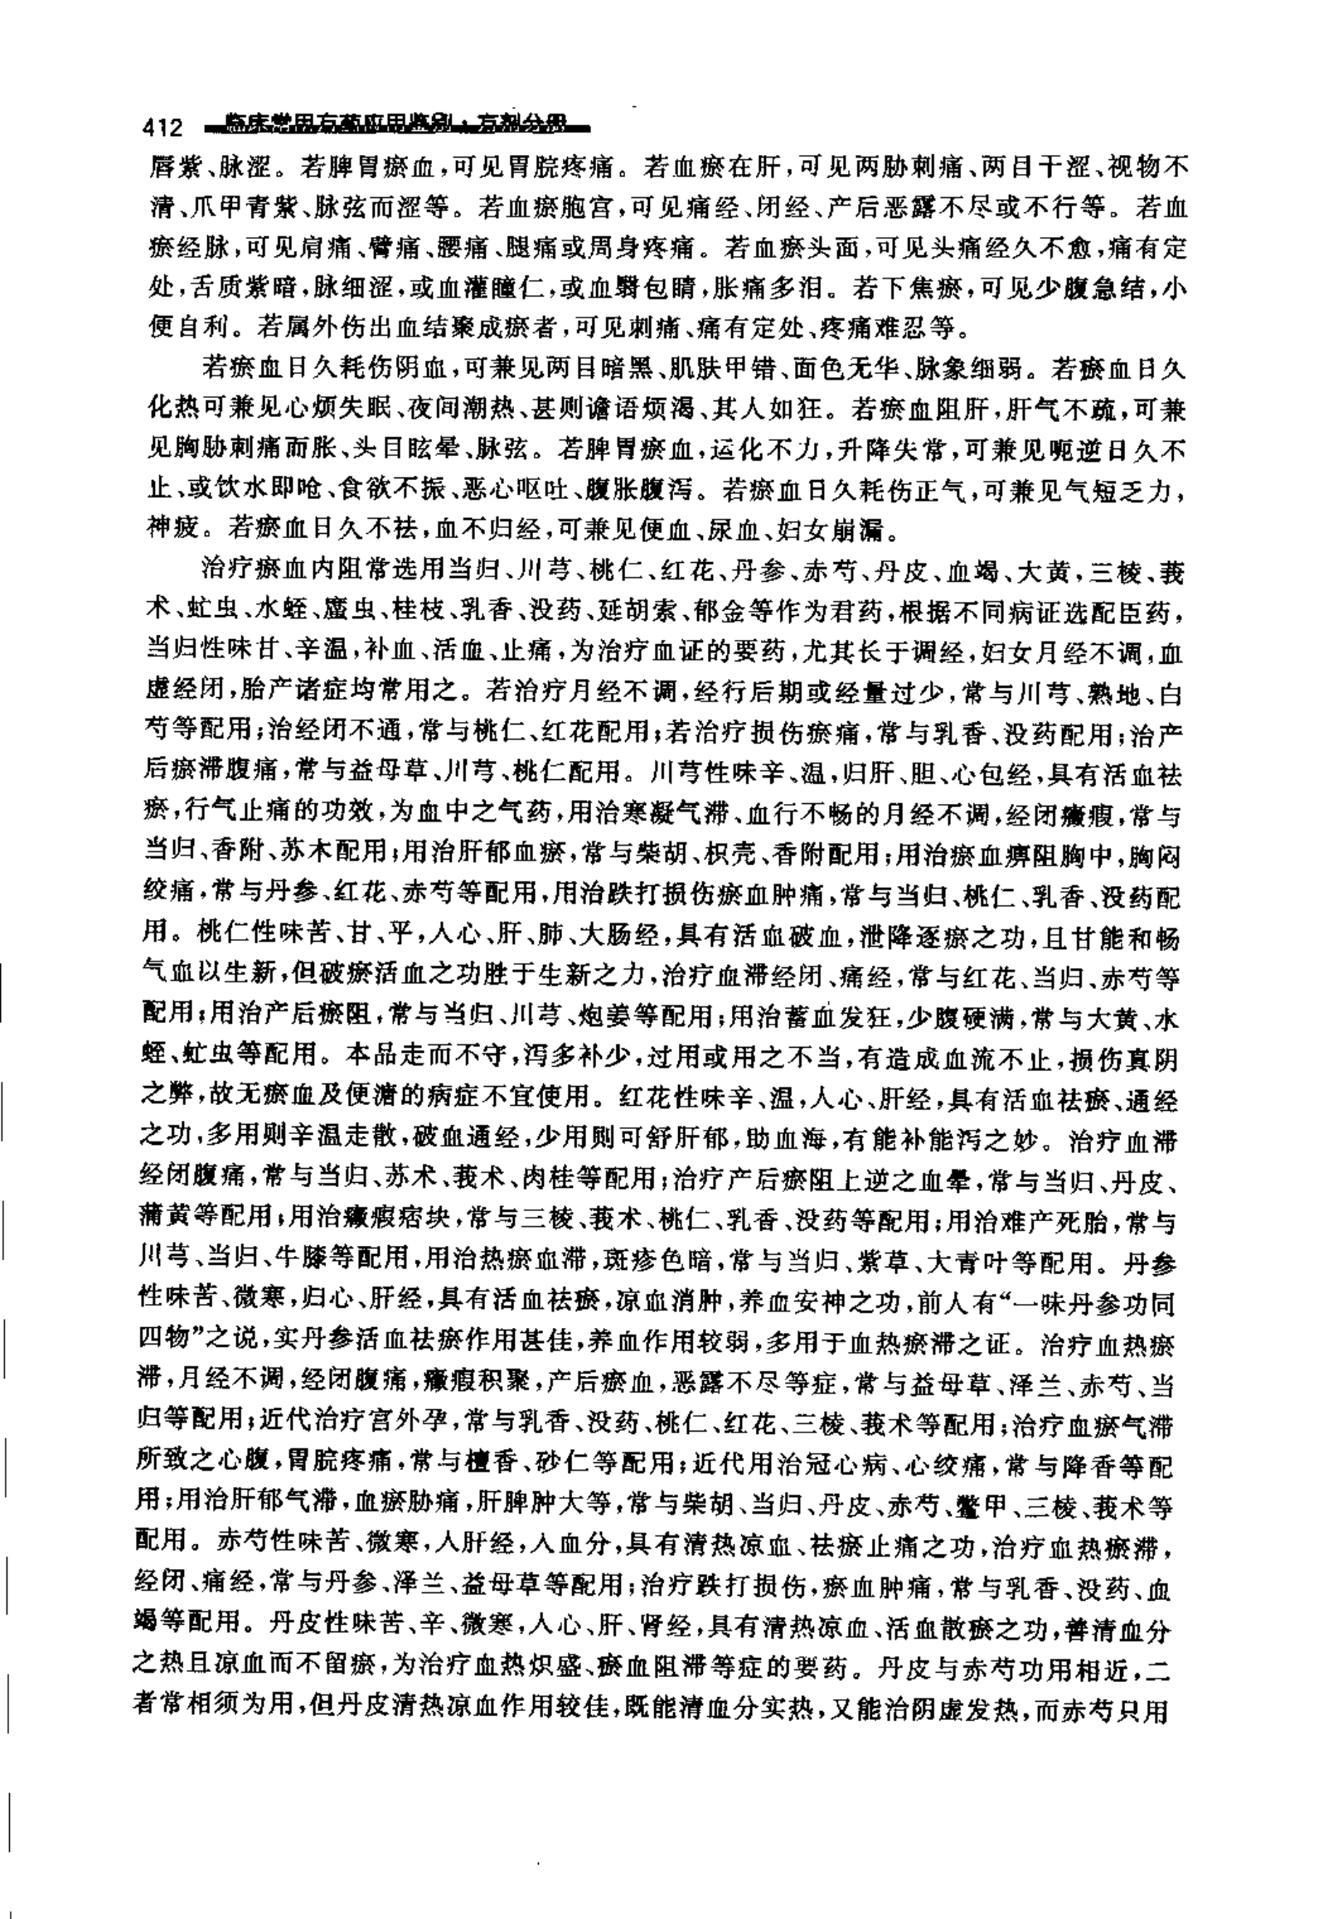 412 临床常用方药应用鉴别·方剂分册
唇紫、脉涩。若脾胃瘀血,可见胃脘疼痛。若血瘀在肝,可见两胁刺痛、两目干涩、视物不
清、爪甲青紫、脉弦而涩等。若血瘀胞宫,可见痛经、闭经、产后恶露不尽或不行等。若血
瘀经脉,可见肩痛、臂痛、腰痛、腿痛或周身疼痛。若血瘀头面,可见头痛经久不愈,痛有定
处,舌质紫暗,脉细涩,或血灌瞳仁,或血翳包睛,胀痛多泪。若下焦瘀,可见少腹急结,小
便自利。若属外伤出血结聚成瘀者,可见刺痛、痛有定处、疼痛难忍等。
若瘀血日久耗伤阴血,可兼见两目暗黑、肌肤甲错、面色无华、脉象细弱。若瘀血日久
化热可兼见心烦失眠、夜间潮热、甚则谵语烦渴、其人如狂。若瘀血阻肝,肝气不疏,可兼
见胸胁刺痛而胀、头目眩晕、脉弦。若脾胃瘀血,运化不力,升降失常,可兼见呃逆日久不
止、或饮水即呛、食欲不振、恶心呕吐、腹胀腹泻。若瘀血日久耗伤正气,可兼见气短乏力,
神疲。若瘀血日久不祛,血不归经,可兼见便血、尿血、妇女崩漏。
治疗瘀血内阻常选用当归、川芎、桃仁、红花、丹参、赤芍、丹皮、血竭、大黄,三棱、莪
术、虻虫、水蛭、䗪虫、桂枝、乳香、没药、延胡索、郁金等作为君药,根据不同病证选配臣药,
当归性味甘、辛温,补血、活血、止痛,为治疗血证的要药,尤其长于调经,妇女月经不调,血
虚经闭,胎产诸症均常用之。若治疗月经不调,经行后期或经量过少,常与川芎、熟地、白
芍等配用;治经闭不通,常与桃仁、红花配用;若治疗损伤瘀痛,常与乳香、没药配用;治产
后瘀滞腹痛,常与益母草、川芎、桃仁配用。川芎性味辛、温,归肝、胆、心包经,具有活血祛
瘀,行气止痛的功效,为血中之气药,用治寒凝气滞、血行不畅的月经不调,经闭癥瘕,常与
当归、香附、苏木配用;用治肝郁血瘀,常与柴胡、枳壳、香附配用;用治瘀血痹阻胸中,胸闷
绞痛,常与丹参、红花、赤芍等配用,用治跌打损伤瘀血肿痛,常与当归、桃仁、乳香、没药配
用。桃仁性味苦、甘、平,人心、肝、肺、大肠经,具有活血破血,泄降逐瘀之功,且甘能和畅
气血以生新,但破瘀活血之功胜于生新之力,治疗血滞经闭、痛经,常与红花、当归、赤芍等
配用;用治产后瘀阻,常与当归、川芎、炮姜等配用;用治蓄血发狂,少腹硬满,常与大黄、水
蛭、虻虫等配用。本品走而不守,泻多补少,过用或用之不当,有造成血流不止,损伤真阴
之弊,故无瘀血及便溏的病症不宜使用。红花性味辛、温,人心、肝经,具有活血祛瘀、通经
之功,多用则辛温走散,破血通经,少用则可舒肝郁,助血海,有能补能泻之妙。治疗血滞
经闭腹痛,常与当归、苏木、莪术、肉桂等配用;治疗产后瘀阻上逆之血晕,常与当归、丹皮、
蒲黄等配用;用治癥瘕痞块,常与三棱、莪术、桃仁、乳香、没药等配用;用治难产死胎,常与
川芎、当归、牛膝等配用,用治热瘀血滞,斑疹色暗,常与当归、紫草、大青叶等配用。丹参
性味苦、微寒,归心、肝经,具有活血祛瘀,凉血消肿,养血安神之功,前人有“一味丹参功同
四物”之说,实丹参活血祛瘀作用甚佳,养血作用较弱,多用于血热瘀滞之证。治疗血热瘀
滞,月经不调,经闭腹痛,癥瘕积聚,产后瘀血,恶露不尽等症,常与益母草、泽兰、赤芍、当
归等配用;近代治疗宫外孕,常与乳香、没药、桃仁、红花、三棱、莪术等配用;治疗血瘀气滞
所致之心腹,胃脘疼痛,常与檀香、砂仁等配用;近代用治冠心病、心绞痛,常与降香等配
用;用治肝郁气滞,血瘀胁痛,肝脾肿大等,常与柴胡、当归、丹皮、赤芍、鳖甲、三棱、莪术等
配用。赤芍性味苦、微寒,人肝经,入血分,具有清热凉血、祛瘀止痛之功,治疗血热瘀滞,
经闭、痛经,常与丹参、泽兰、益母草等配用;治疗跌打损伤,瘀血肿痛,常与乳香、没药、血
竭等配用。丹皮性味苦、辛、微寒,人心、肝、肾经,具有清热凉血、活血散瘀之功,善清血分
之热且凉血而不留瘀,为治疗血热炽盛、瘀血阻滞等症的要药。丹皮与赤芍功用相近,二
者常相须为用,但丹皮清热凉血作用较佳,既能清血分实热,又能治阴虚发热,而赤芍只用